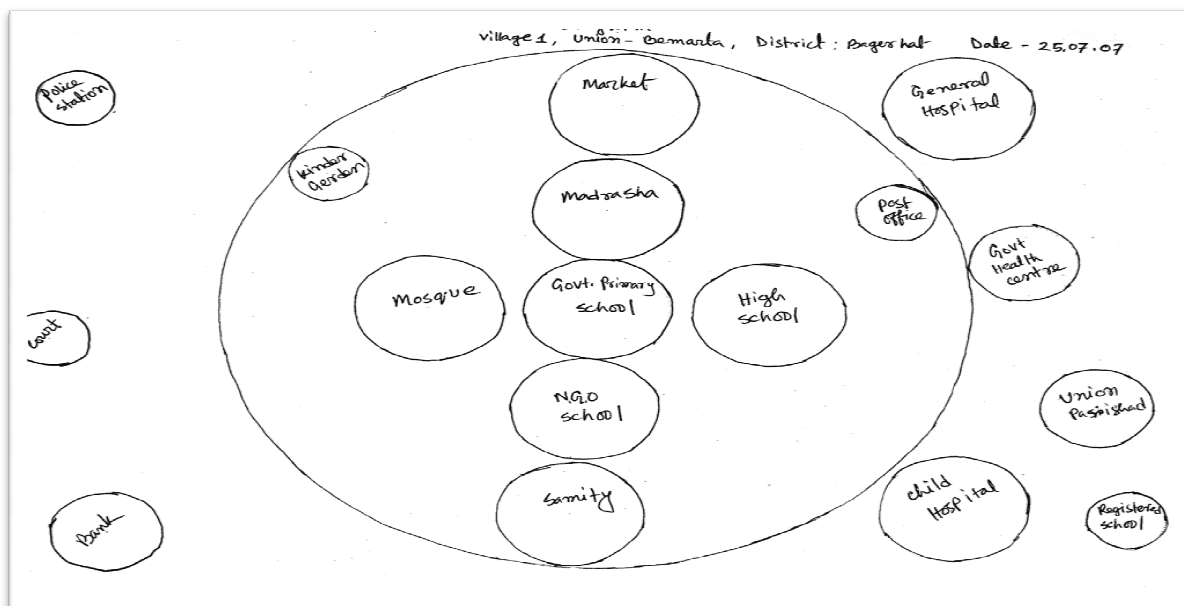 Village 1, Union - Bemarta, District : Bagerhat Date - 25.07.07
Police
station
Market
General
Hospital
Kinder
Gerden
Madrasha
Post
office
Govt
Health
centre
Mosque
Govt. Primary
school
High
school
Court
N.G.O
school
Union
Parishad
Samity
Child
Hospital
Bank
Registered
school